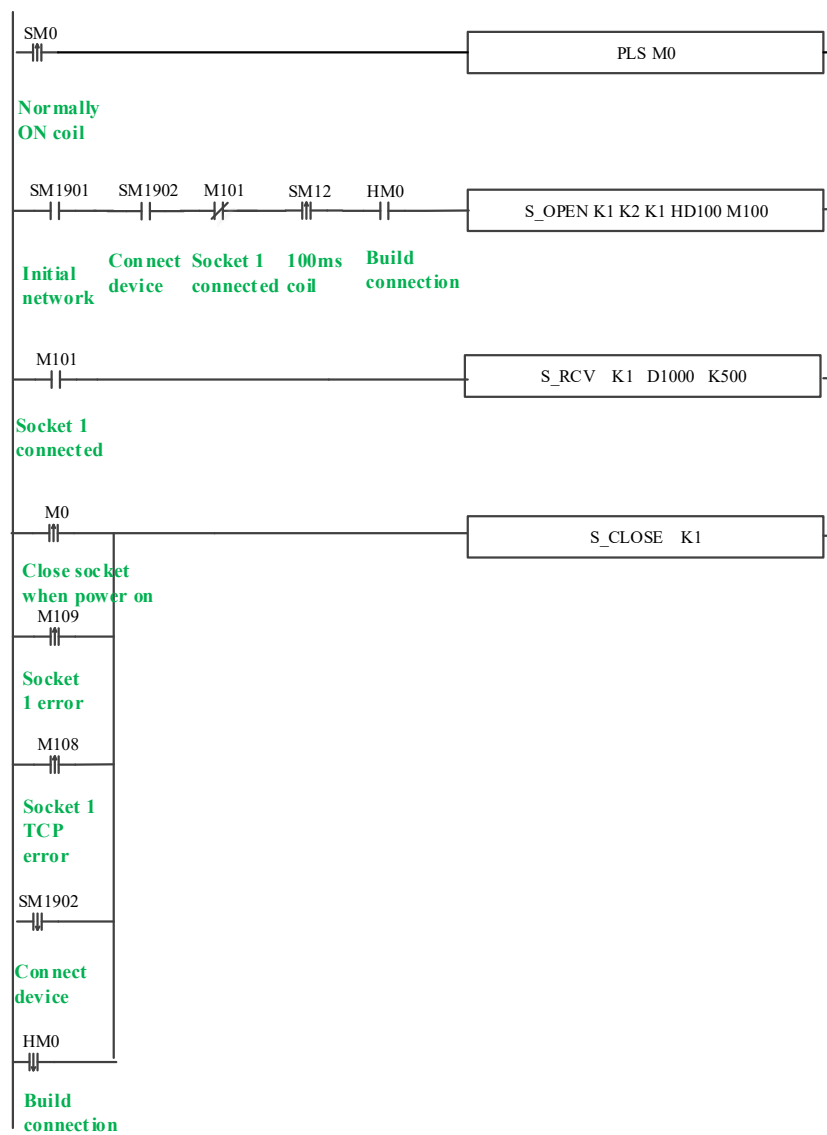 SM0
PLS M0
Normally
ON coil
SM1901 SM1902 M101 SM12 HM0
S_OPEN K1 K2 K1 HD100 M100
Initial
network
Connect
device
Socket 1
connected
100ms
coil
Build
connection
M101
S_RCV K1 D1000 K500
Socket 1
connected
M0
S_CLOSE K1
Close socket
when power on
M109
Socket
1 error
M108
Socket 1
TCP
error
SM1902
Connect
device
HM0
Build
connection